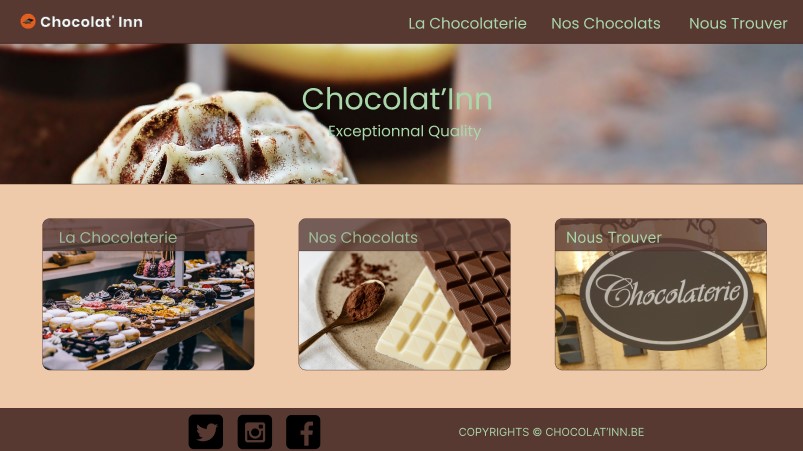 Chocolat' Inn
La Chocolaterie
Nos Chocolats
Nous Trouver
Chocolat'Inn
Exceptionnal Quality
La Chocolaterie
Nos Chocolats
Nous Trouver
Chocolaterie
COPYRIGHTS © CHOCOLAT'INN.BE